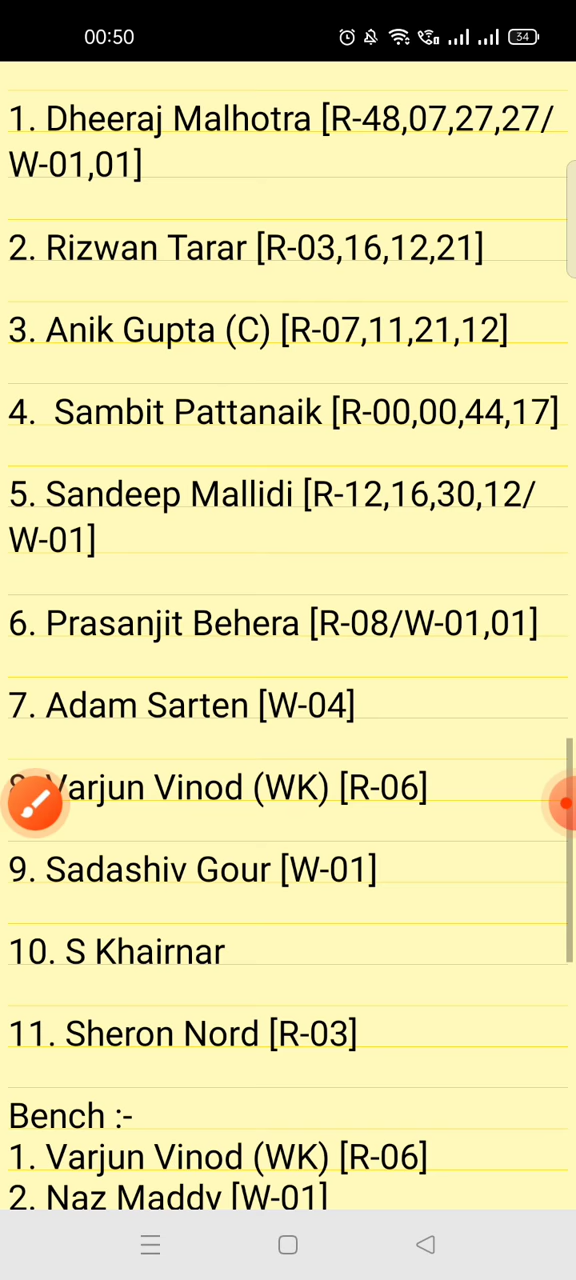 00:50
34
1. Dheeraj Malhotra [R-48,07,27,27/
W-01,01]
2. Rizwan Tarar [R-03,16,12,21]
3. Anik Gupta (C) [R-07,11,21,12]
4.  Sambit Pattanaik [R-00,00,44,17]
5. Sandeep Mallidi [R-12,16,30,12/
W-01]
6. Prasanjit Behera [R-08/W-01,01]
7. Adam Sarten [W-04]
8. Varjun Vinod (WK) [R-06]
9. Sadashiv Gour [W-01]
10. S Khairnar
11. Sheron Nord [R-03]
Bench :-
1. Varjun Vinod (WK) [R-06]
2. Naz Maddy [W-01]